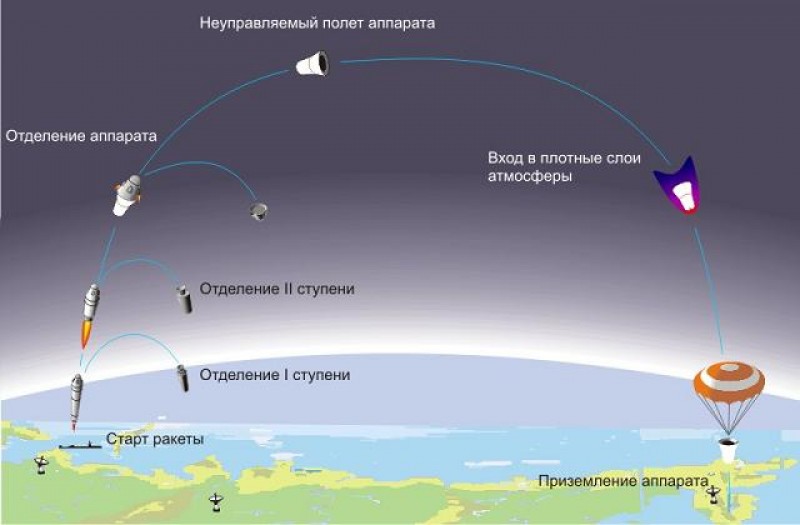 Неуправляемый полет аппарата
Отделение аппарата
Вход в плотные слои
атмосферы
Отделение II ступени
Отделение I ступени
Старт ракеты
Приземление аппарата